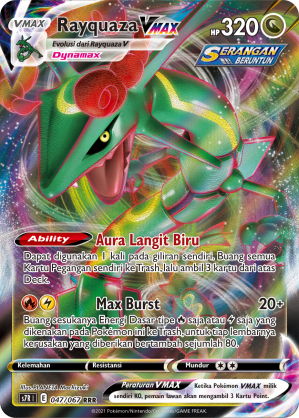 VMAX
Rayquaza VMAX
HP 320
Evolusi dari Rayquaza V
Dynamax
SERANGAN
BERUNTUN
Ability
Aura Langit Biru
Dapat digunakan 1 kali pada giliran sendiri. Buang semua
Kartu Pegangan sendiri ke Trash, lalu ambil 3 kartu dari atas
Deck.
Max Burst 20+
Buang sesukanya Energi Dasar tipe saja atau saja yang
dikenakan pada Pokémon ini ke Trash, untuk tiap lembarnya
kerusakan yang diberikan bertambah sejumlah 80.
Kelemahan Resistansi Mundur
Illus.
s7R E 047/067 RRR
Peraturan VMAX
Ketika Pokémon VMAX milik
sendiri KO, pemain lawan akan mengambil 3 kartu Prize.
©2021 Pokémon/Nintendo/Creatures/GAME FREAK.